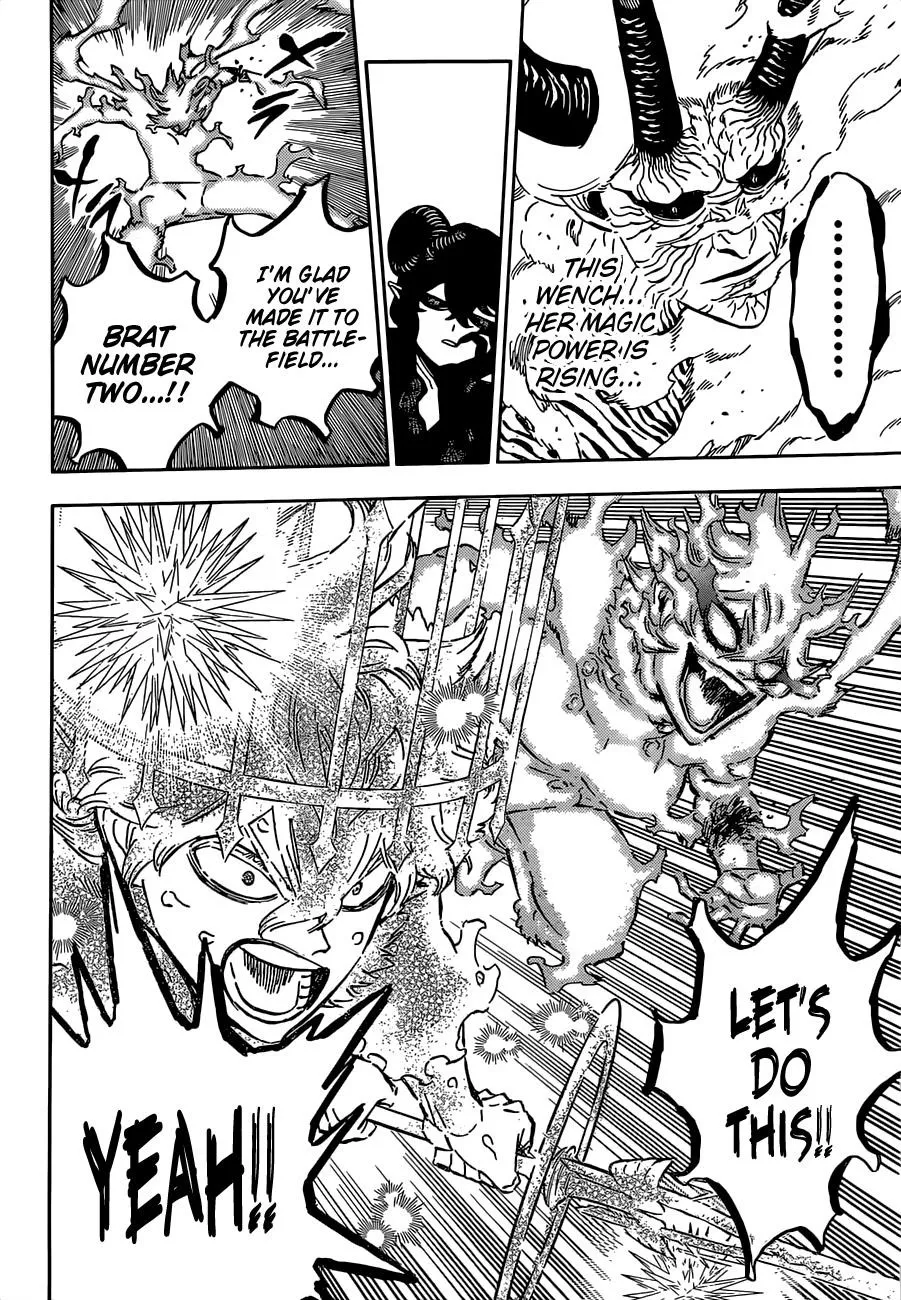 ..........
THIS
WENCH...
HER MAGIC
POWER IS
RISING...
I'M GLAD
YOU'VE
MADE IT TO
THE BATTLE-
FIELD...
BRAT
NUMBER
TWO...!!
LET'S
DO
THIS!!
YEAH!!